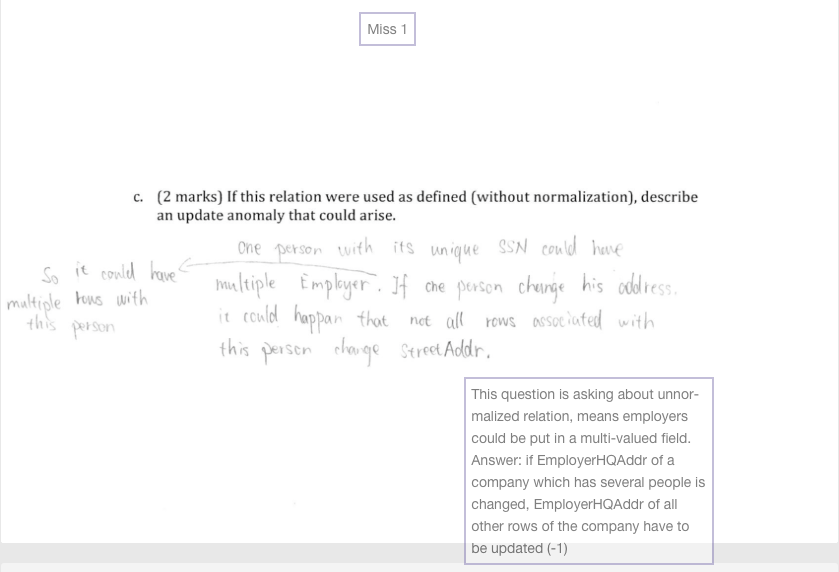 Miss 1
c. (2 marks) If this relation were used as defined (without normalization), describe
an update anomaly that could arise.
One person with its unique SSN could have
So it could have
multiple Employer. If one person change his address.
multiple rows with
it could happan that not all rows associated with
this person
this person change StreetAddr.
This question is asking about unnor-
malized relation, means employers
could be put in a multi-valued field.
Answer: if EmployerHQAddr of a
company which has several people is
changed, EmployerHQAddr of all
other rows of the company have to
be updated (-1)